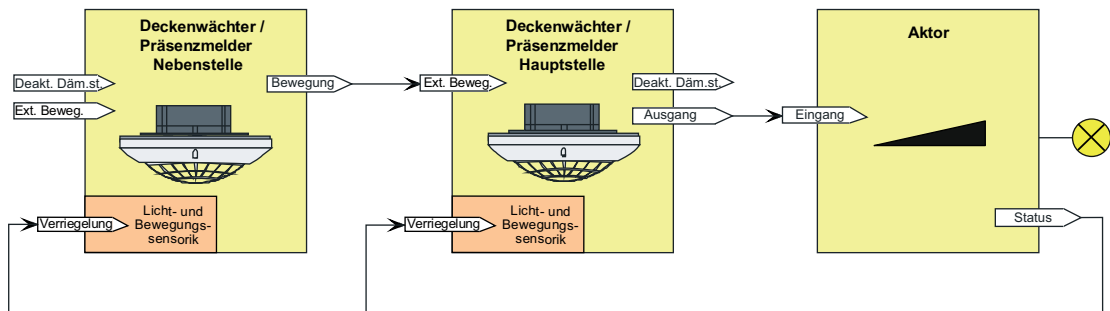 Deckenwächter /
Präsenzmelder
Nebenstelle
Deakt. Däm.st.
Ext. Beweg.
Bewegung
Verriegelung
Licht- und
Bewegungs-
sensorik
Deckenwächter /
Präsenzmelder
Hauptstelle
Ext. Beweg.
Deakt. Däm.st.
Ausgang
Verriegelung
Licht- und
Bewegungs-
sensorik
Aktor
Eingang
Status